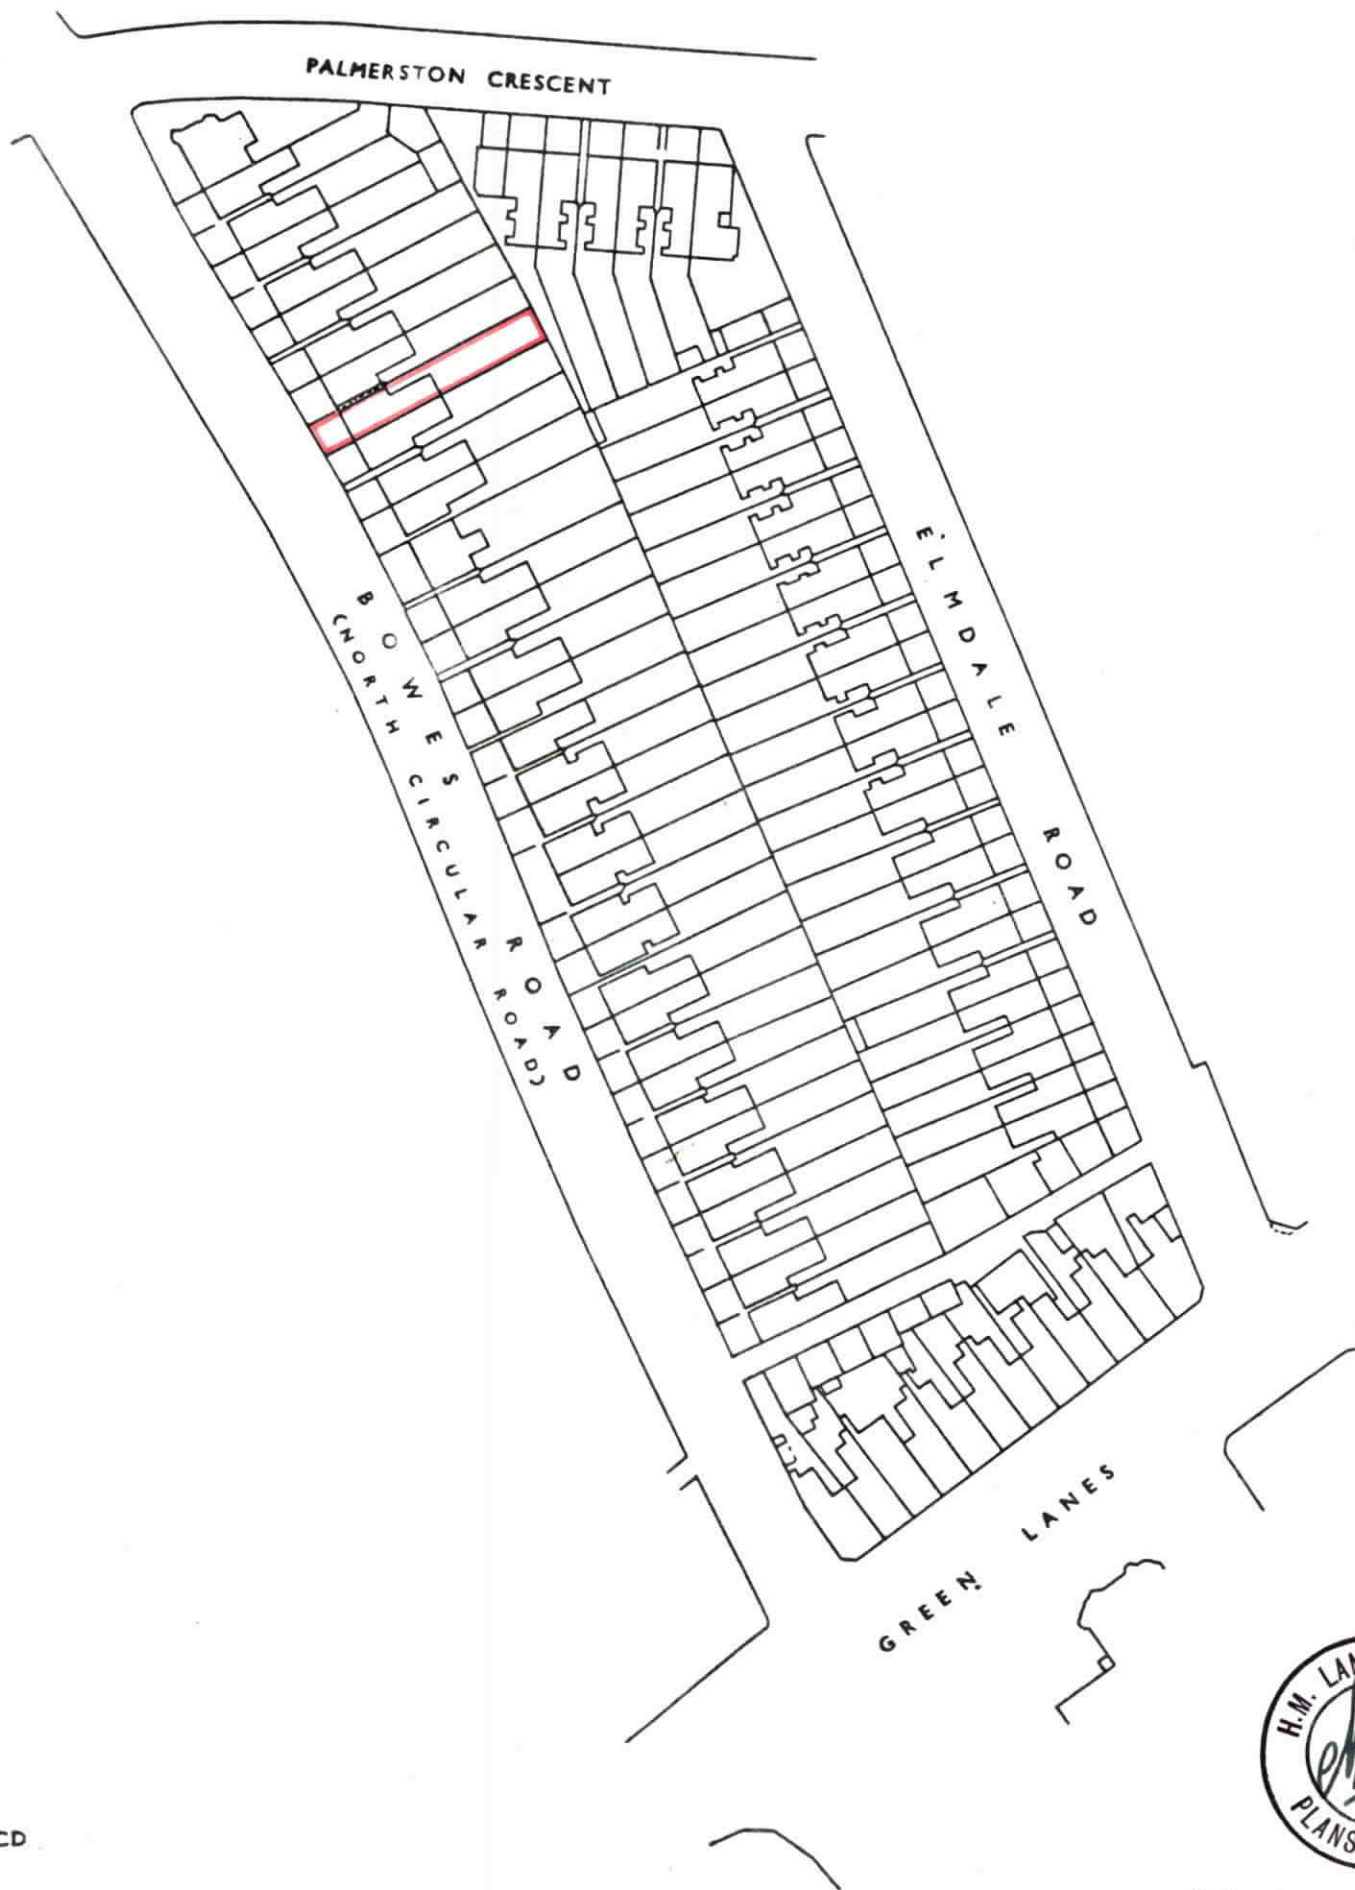 PALMERSTON CRESCENT
ELMDALE ROAD
BOWES ROAD
(NORTH CIRCULAR ROAD)
GREEN LANES
H.M. LAN
PLANS
CD